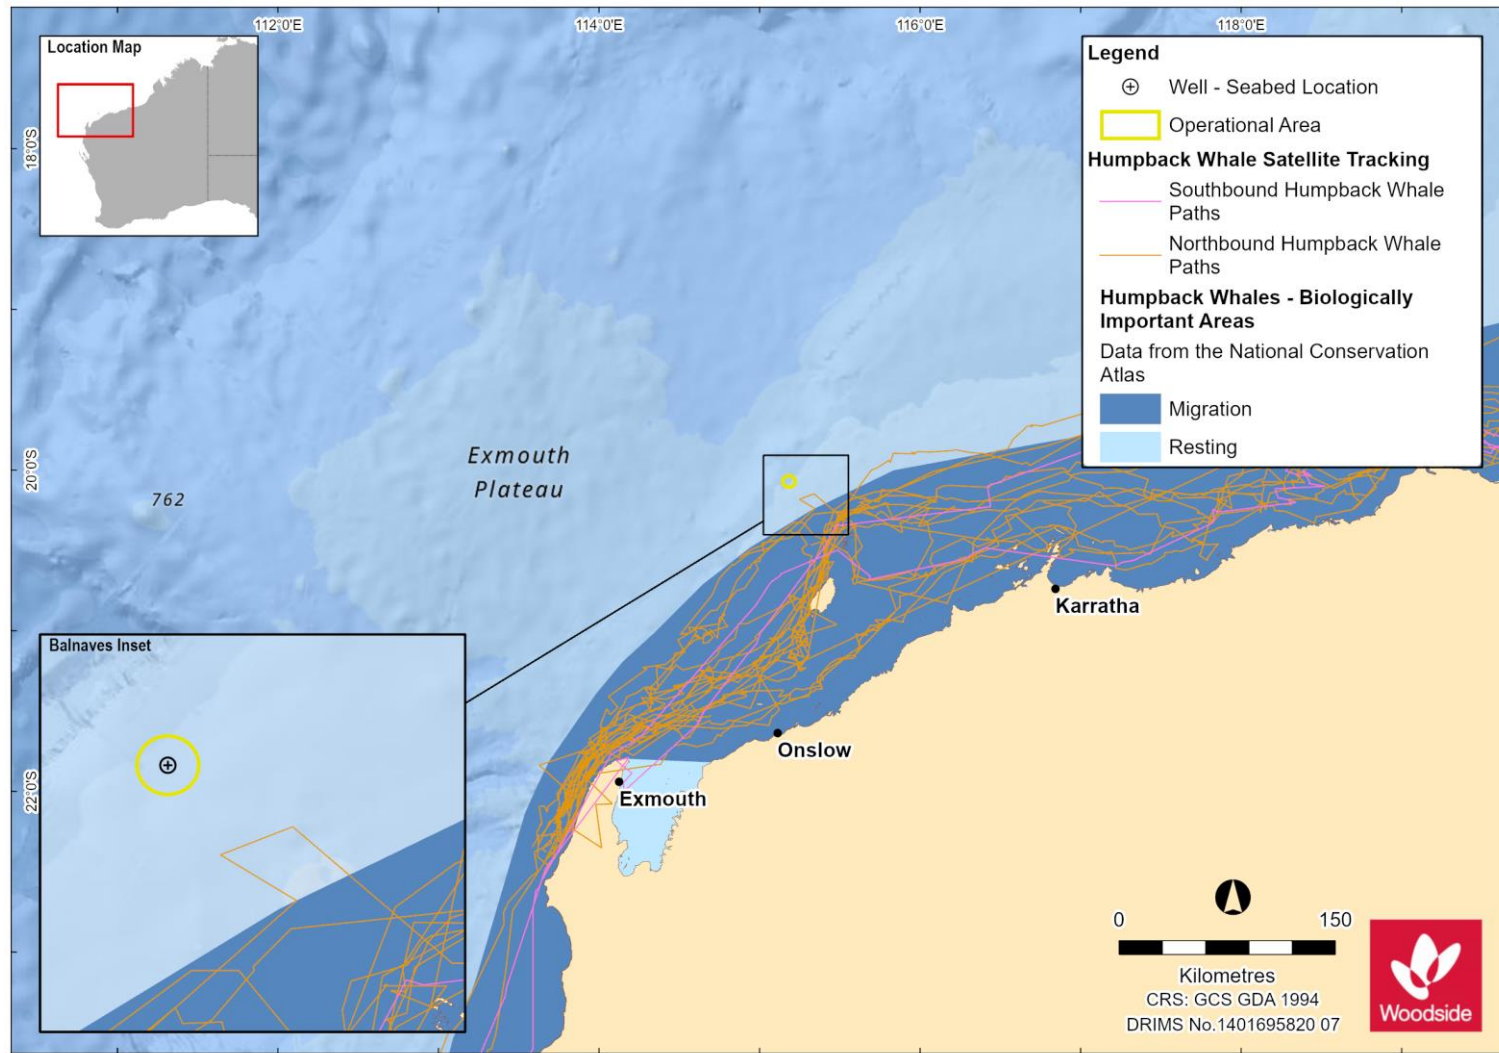 112°0'E
114°0'E
116°0'E
118°0'E
18°0'S
20°0'S
22°0'S
Location Map
Legend
Well - Seabed Location
Operational Area
Humpback Whale Satellite Tracking
Southbound Humpback Whale
Paths
Northbound Humpback Whale
Paths
Humpback Whales - Biologically
Important Areas
Data from the National Conservation
Atlas
Migration
Resting
Exmouth
Plateau
762
Karratha
Onslow
Exmouth
Balnaves Inset
0 150
Kilometres
CRS: GCS GDA 1994
DRIMS No.1401695820 07
Woodside